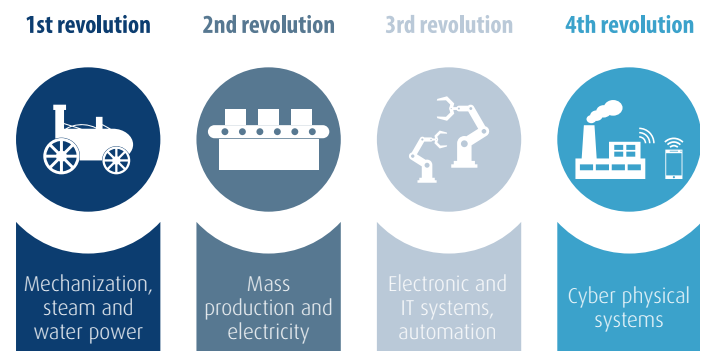 1st revolution
2nd revolution
3rd revolution
4th revolution
Mechanization,
steam and
water power
Mass
production and
electricity
Electronic and
IT systems,
automation
Cyber physical
systems